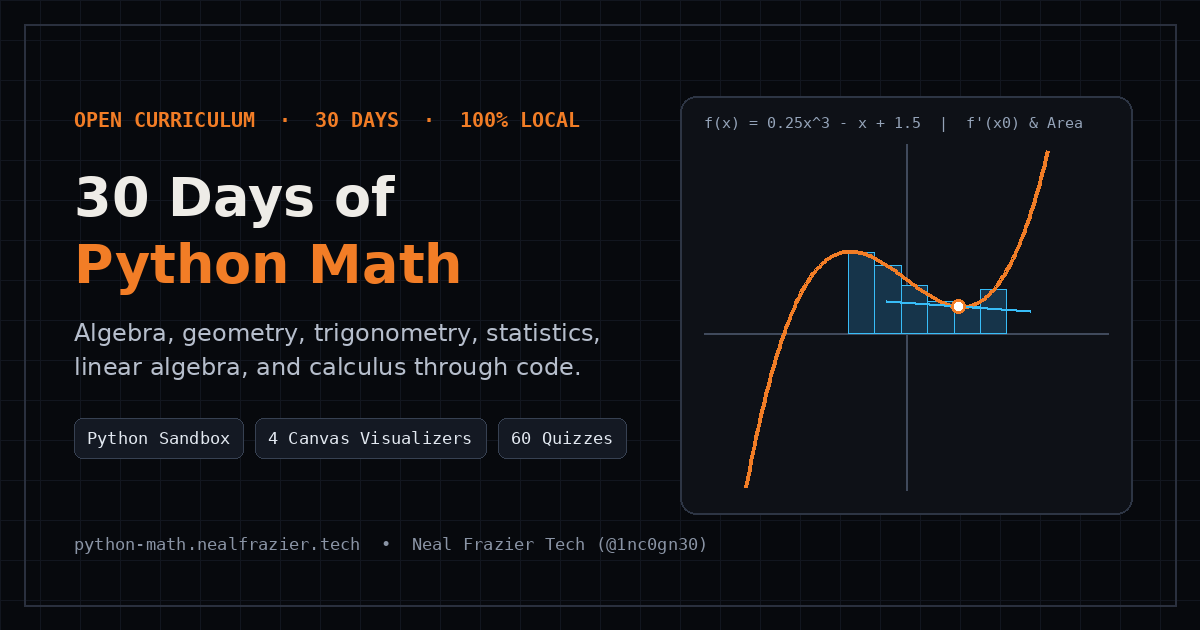 OPEN CURRICULUM · 30 DAYS · 100% LOCAL
30 Days of
Python Math
Algebra, geometry, trigonometry, statistics,
linear algebra, and calculus through code.
Python Sandbox
4 Canvas Visualizers
60 Quizzes
python-math.nealfrazier.tech • Neal Frazier Tech (@1nc0gn30)
f(x) = 0.25x^3 - x + 1.5 | f'(x0) & Area